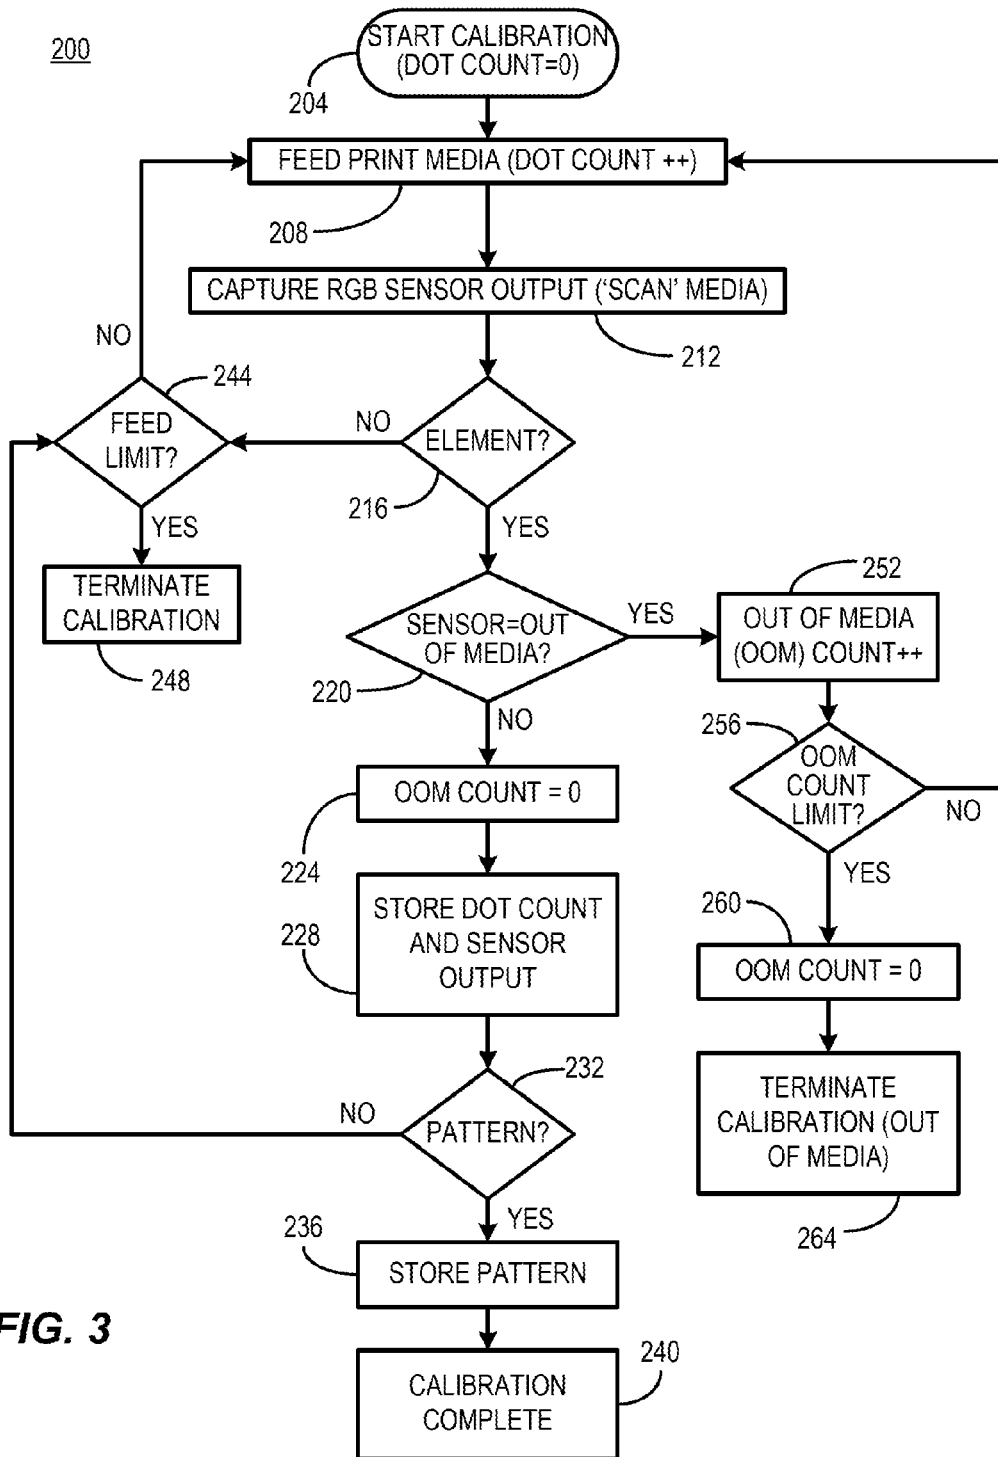 200
START CALIBRATION
(DOT COUNT=0)
204
FEED PRINT MEDIA (DOT COUNT ++)
208
CAPTURE RGB SENSOR OUTPUT ('SCAN' MEDIA)
212
NO
244
FEED
LIMIT?
NO
ELEMENT?
216
YES
YES
TERMINATE
CALIBRATION
248
SENSOR=OUT
OF MEDIA?
220
YES
252
OUT OF MEDIA
(OOM) COUNT++
NO
256
OOM
COUNT
LIMIT?
NO
OOM COUNT = 0
224
YES
STORE DOT COUNT
AND SENSOR
OUTPUT
228
260
OOM COUNT = 0
232
NO
PATTERN?
TERMINATE
CALIBRATION (OUT
OF MEDIA)
264
YES
236
STORE PATTERN
FIG. 3
240
CALIBRATION
COMPLETE